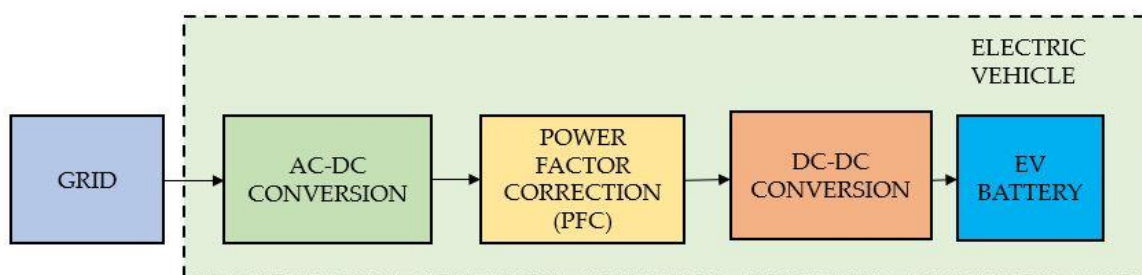 ELECTRIC
VEHICLE
GRID
AC-DC
CONVERSION
POWER
FACTOR
CORRECTION
(PFC)
DC-DC
CONVERSION
EV
BATTERY